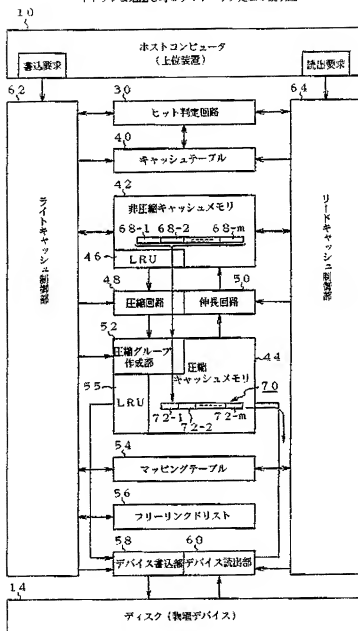 10
ホストコンピュータ
(上位装置)
書込要求
読出要求
62
64
30
ヒット判定回路
40
キャッシュテーブル
42
非圧縮キャッシュメモリ
68-1 68-2 68-m
46
LRU
48
50
圧縮回路
伸長回路
52
圧縮グループ
作成部
44
圧縮
キャッシュメモリ
55
LRU
70
72-1
72-2
72-m
54
マッピングテーブル
56
フリーリンクドリスト
58
60
デバイス書込部
デバイス読出部
ライトキャッシュ制御部
リードキャッシュ制御部
14
ディスク(物理デバイス)